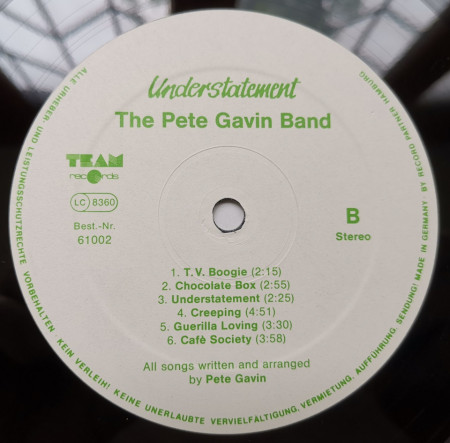 Understatement
The Pete Gavin Band
TEAM
records
LC 8360
Best.-Nr.
61002
B
Stereo
1. T.V. Boogie (2:15)
2. Chocolate Box (2:55)
3. Understatement (2:25)
4. Creeping (4:51)
5. Guerilla Loving (3:30)
6. Cafè Society (3:58)
All songs written and arranged
by Pete Gavin
ALLE URHEBER- UND LEISTUNGSSCHUTZRECHTE VORBEHALTEN · KEIN VERLEIH! KEINE UNERLAUBTE VERVIELFÄLTIGUNG, VERMIETUNG, AUFFÜHRUNG, SENDUNG! MADE IN GERMANY BY RECORD PARTNER HAMBURG